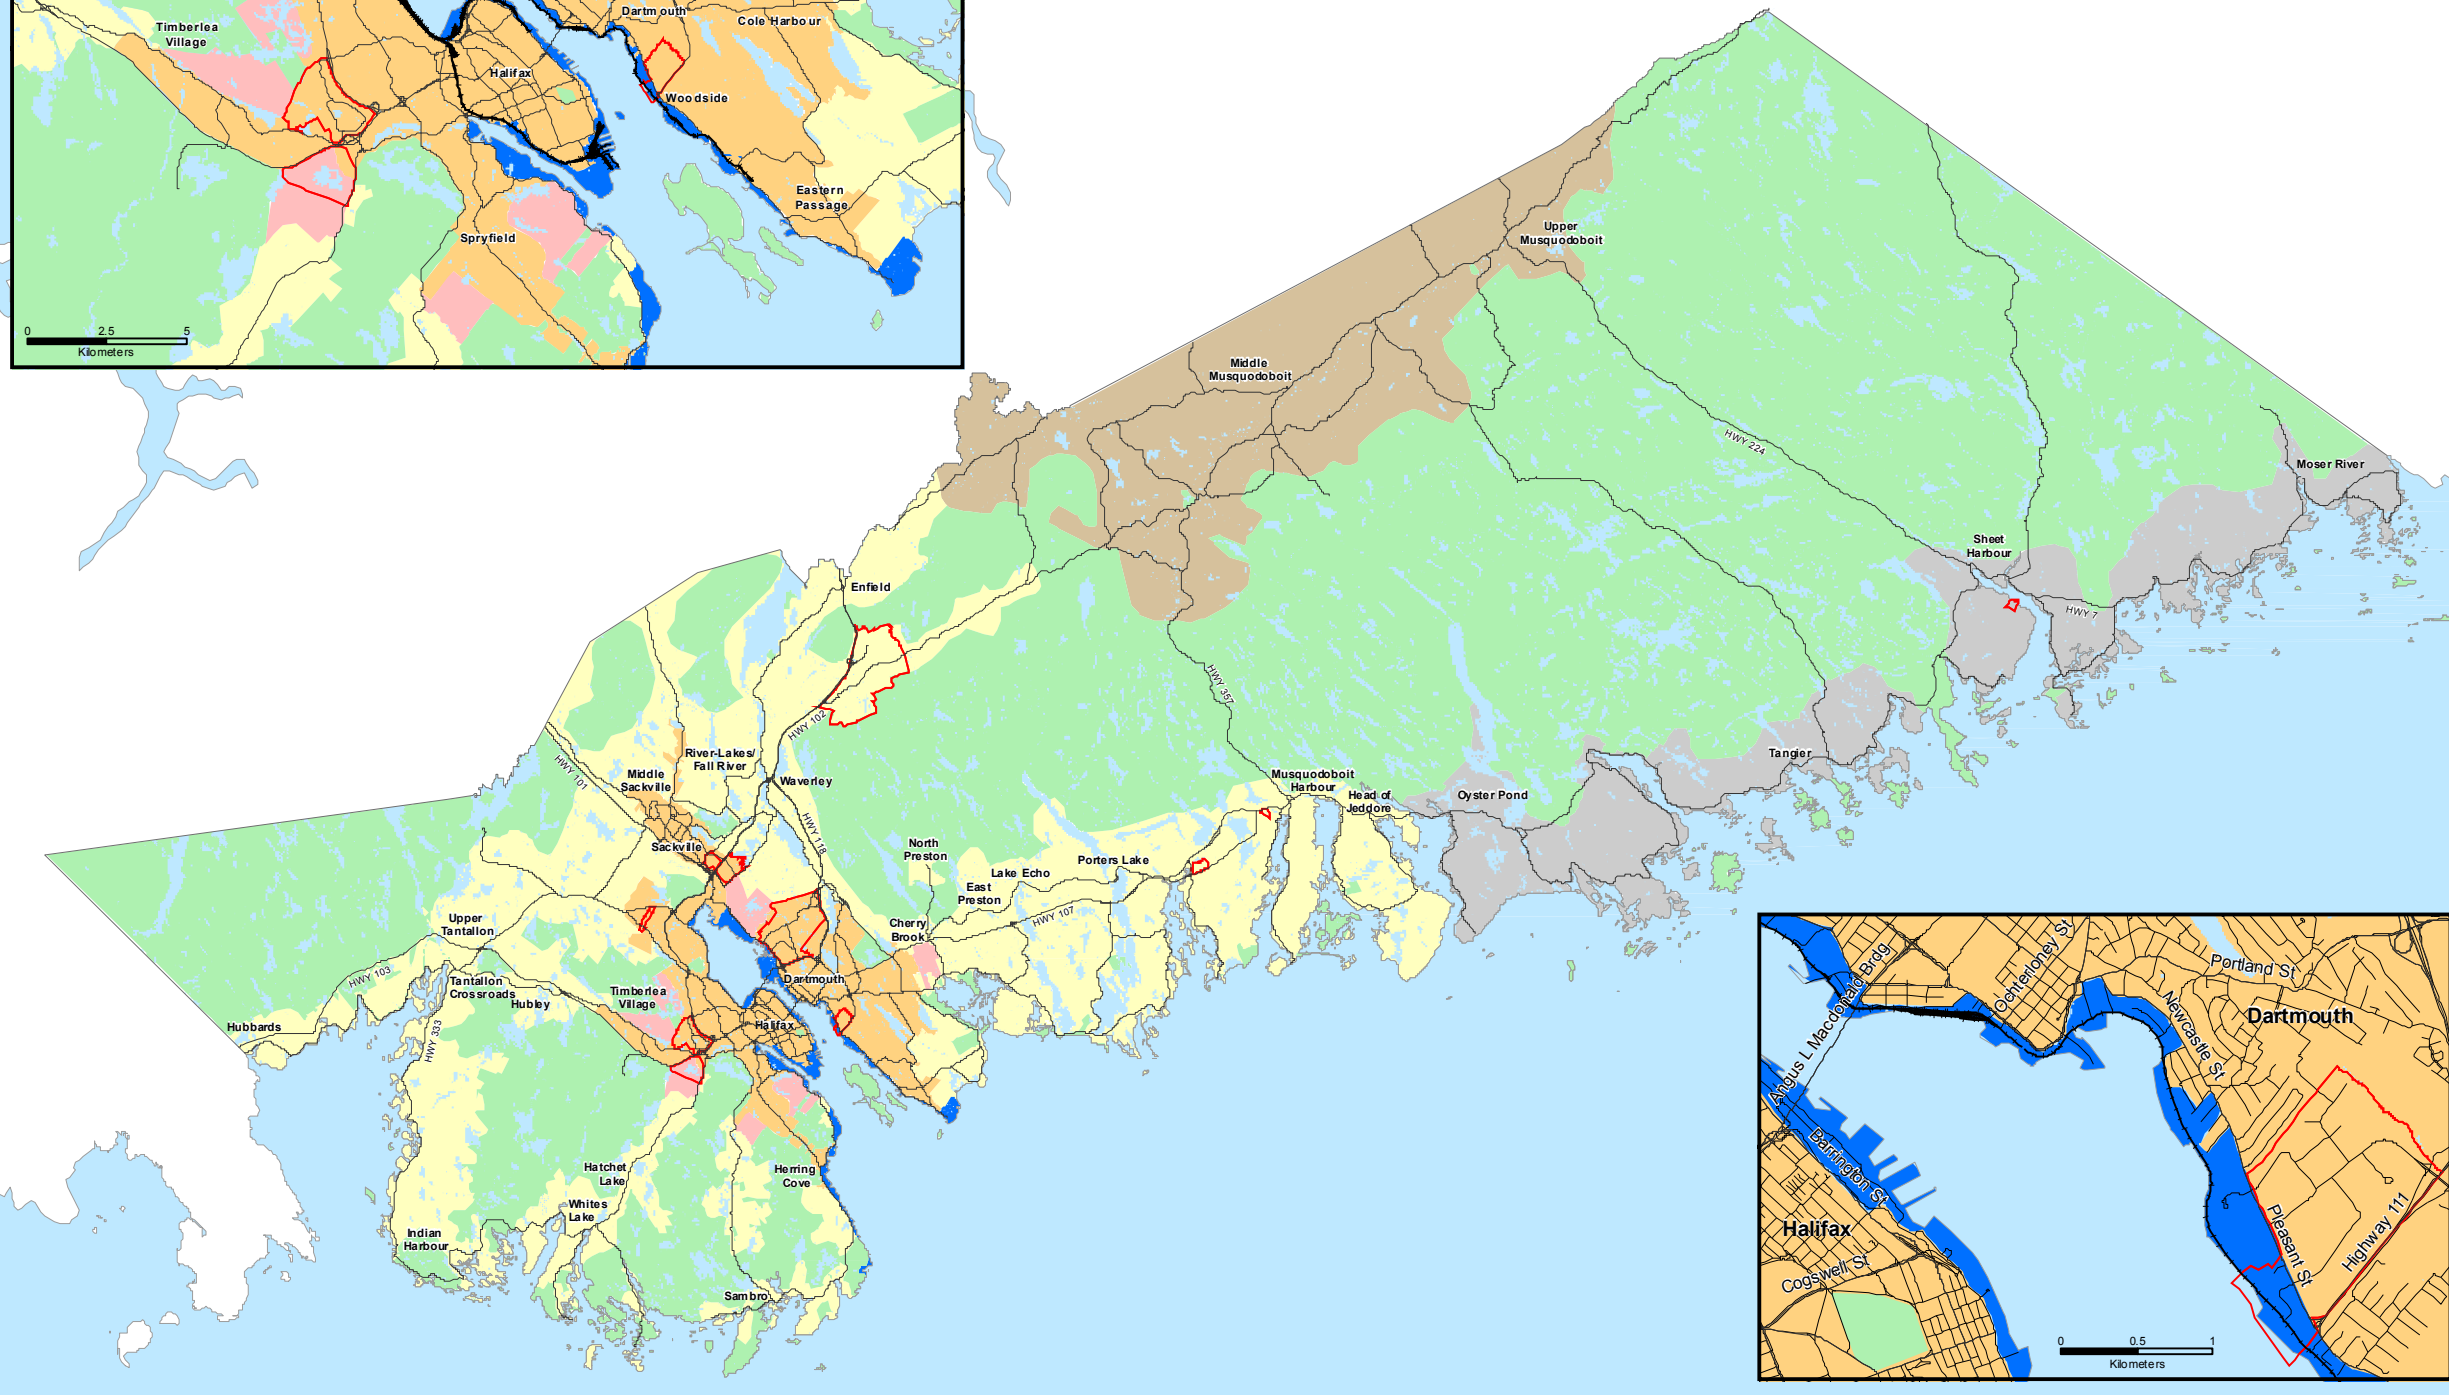 Timberlea
Village
Dartmouth
Cole Harbour
Halifax
Woodside
Eastern
Passage
Spryfield
0 2.5 5
Kilometers
Upper
Musquodoboit
Middle
Musquodoboit
HWY 224
Moser River
Sheet
Harbour
HWY 7
Enfield
HWY 357
HWY 102
River-Lakes/
Fall River
HWY 101
Middle
Sackville
Waverley
Musquodoboit
Harbour
Head of
Jeddore
Oyster Pond
Tangier
HWY 118
Sackville
North
Preston
Porters Lake
Lake Echo
East
Preston
HWY 107
Cherry
Brook
Upper
Tantallon
HWY 103
Tantallon
Crossroads
Hubley
Timberlea
Village
Dartmouth
Halifax
Hubbards
HWY 333
Hatchet
Lake
Herring
Cove
Whites
Lake
Indian
Harbour
Sambro
Angus L Macdonald Brdg
Ochterloney St
Portland St
Newcastle St
Dartmouth
Barrington St
Halifax
Cogswell St
Pleasant St
Highway 111
0 0.5 1
Kilometers